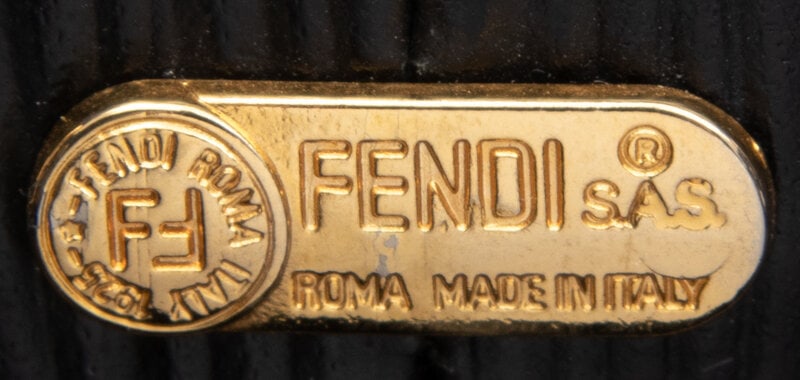 FENDI ROMA ITALY
1925
FF
FENDI ® S.A.S.
ROMA MADE IN ITALY